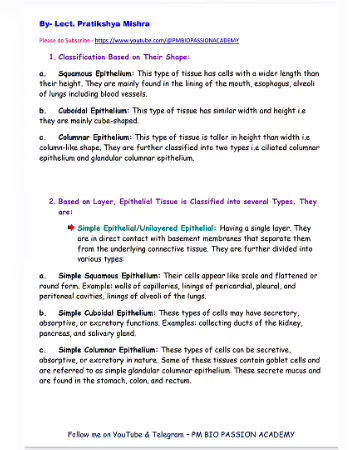 By- Lect. Pratikshya Mishra
Please do Subscribe - https://www.youtube.com/@PMBIOPASSIONACADEMY
1. Classification Based on Their Shape:
a. Squamous Epithelium: This type of tissue has cells with a wider length than
their height. They are mainly found in the lining of the mouth, esophagus, alveoli
of lungs including blood vessels.
b. Cuboidal Epithelium: This type of tissue has similar width and height i.e
they are mainly cube-shaped.
c. Columnar Epithelium: This type of tissue is taller in height than width i.e
column-like shape. They are further classified into two types i.e ciliated columnar
epithelium and glandular columnar epithelium.
2. Based on Layer, Epithelial Tissue is Classified into several Types. They
are:
Simple Epithelial/Unilayered Epithelial: Having a single layer. They
are in direct contact with basement membranes that separate them
from the underlying connective tissue. They are further divided into
various types:
a. Simple Squamous Epithelium: Their cells appear like scale and flattened or
round form. Example: walls of capillaries, linings of pericardial, pleural, and
peritoneal cavities, linings of alveoli of the lungs.
b. Simple Cuboidal Epithelium: These types of cells may have secretory,
absorptive, or excretory functions. Examples: collecting ducts of the kidney,
pancreas, and salivary gland.
c. Simple Columnar Epithelium: These types of cells can be secretive,
absorptive, or excretory in nature. Some of these tissues contain goblet cells and
are referred to as simple glandular columnar epithelium. These secrete mucus and
are found in the stomach, colon, and rectum.
Follow me on YouTube & Telegram – PM BIO PASSION ACADEMY